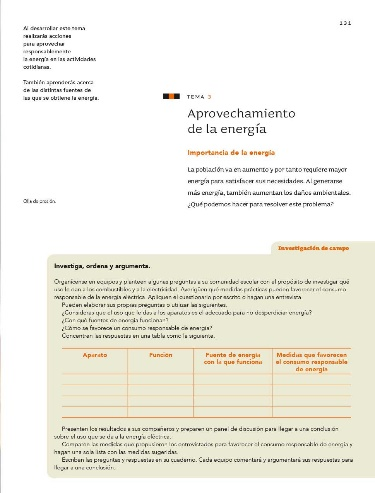 131
Al desarrollar este tema
realizarás acciones
para aprovechar
responsablemente
la energía en las actividades
cotidianas.
También aprenderás acerca
de las distintas fuentes de
las que se obtiene la energía.
TEMA 3
Aprovechamiento
de la energía
Importancia de la energía
La población va en aumento y por tanto requiere mayor
energía para satisfacer sus necesidades. Al generarse
más energía, también aumentan los daños ambientales.
¿Qué podemos hacer para resolver este problema?
Olla de presión.
Investigación de campo
Investiga, ordena y argumenta.
Organícense en equipos y planteen algunas preguntas a su comunidad escolar con el propósito de investigar qué
uso le dan a los combustibles y a la electricidad. Averigüen qué medidas prácticas pueden favorecer el consumo
responsable de la energía eléctrica. Apliquen el cuestionario por escrito o hagan una entrevista.
Pueden elaborar sus propias preguntas o utilizar las siguientes.
¿Consideras que el uso que le das a los aparatos es el adecuado para no desperdiciar energía?
¿Con qué fuentes de energía funcionan?
¿Cómo se favorece un consumo responsable de energía?
Concentren las respuestas en una tabla como la siguiente.
Aparato Función Fuente de energía Medidas que favorecen
con la que funciona el consumo responsable
de energía
Presenten los resultados a sus compañeros y preparen un panel de discusión para llegar a una conclusión
sobre el uso que se da a la energía eléctrica.
Comparen las medidas que propusieron los entrevistados para favorecer el consumo responsable de energía y
hagan una sola lista con las medidas sugeridas.
Escriban las preguntas y respuestas en su cuaderno. Cada equipo comentará y argumentará sus respuestas para
llegar a una conclusión.